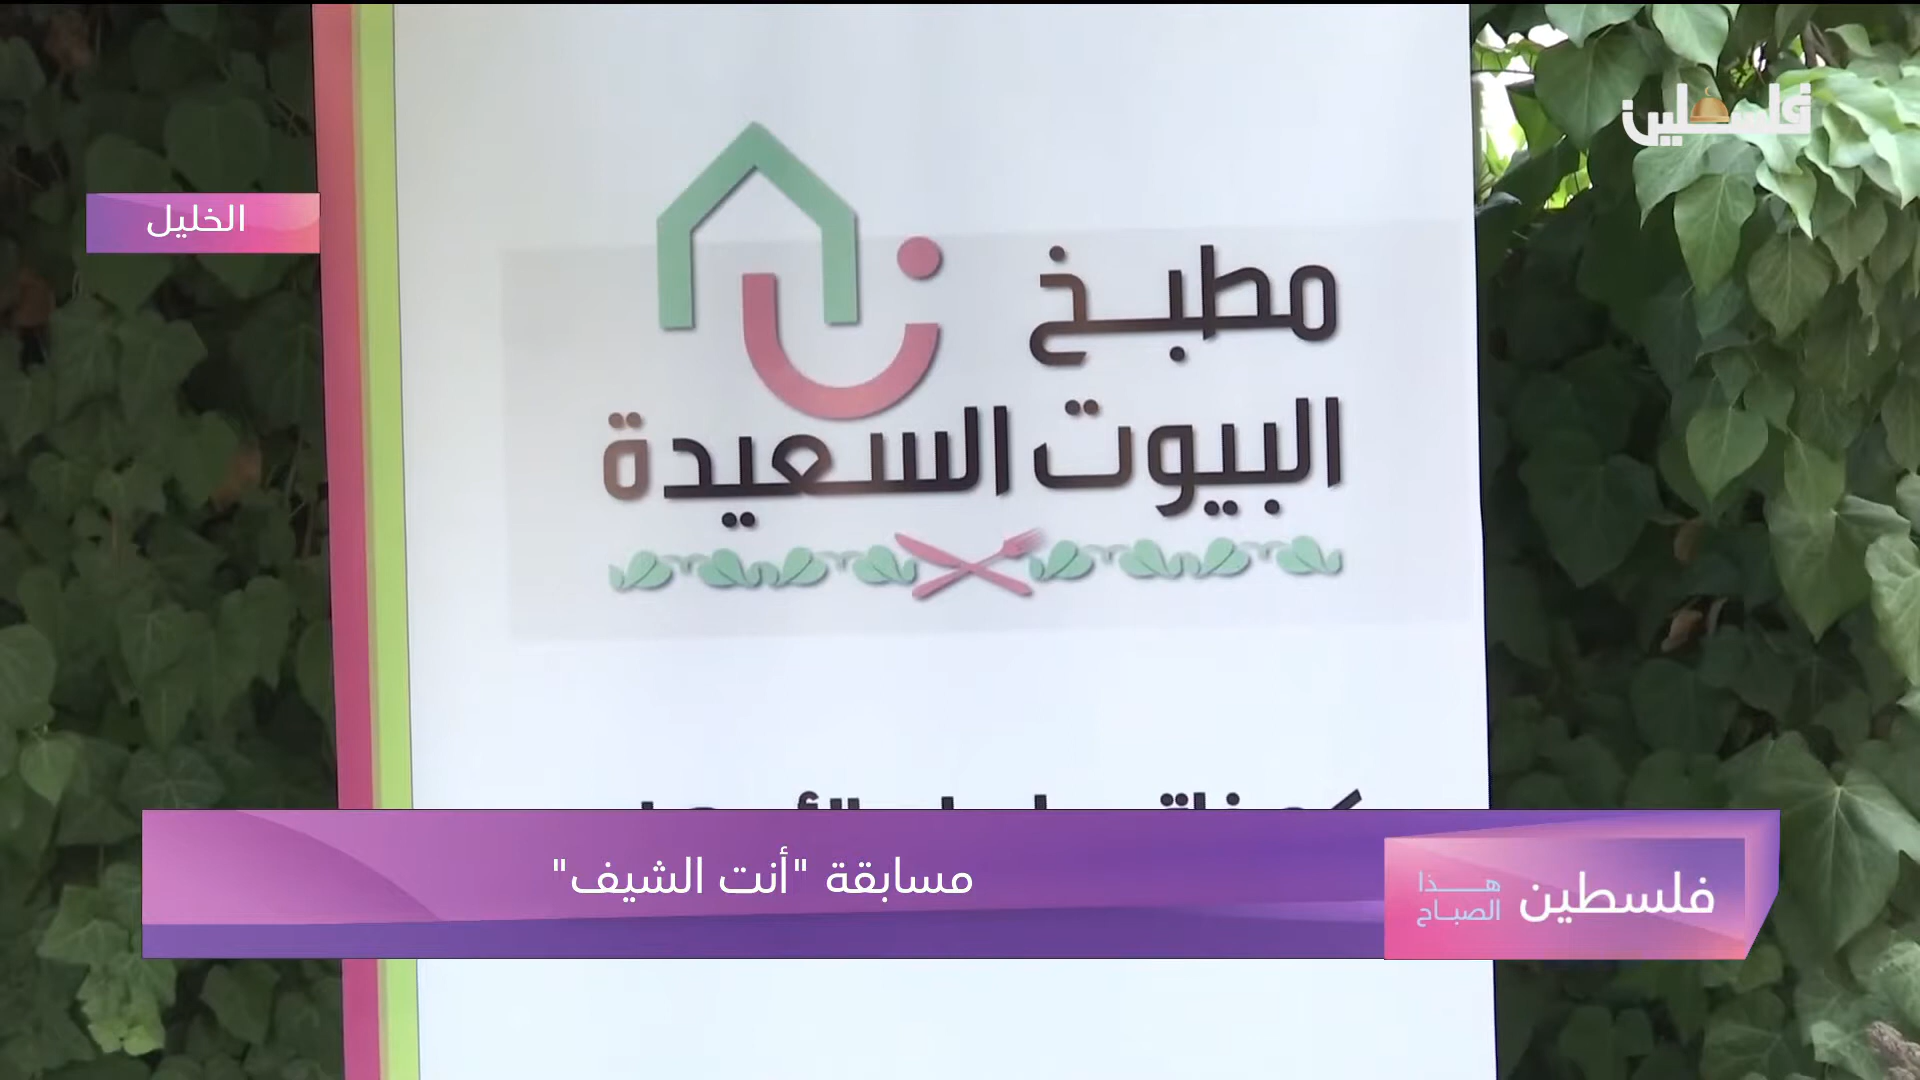 فلسطين
الخليل
مطبخ
البيوت السعيدة
مسابقة "أنت الشيف"
فلسطين
هذا
الصباح